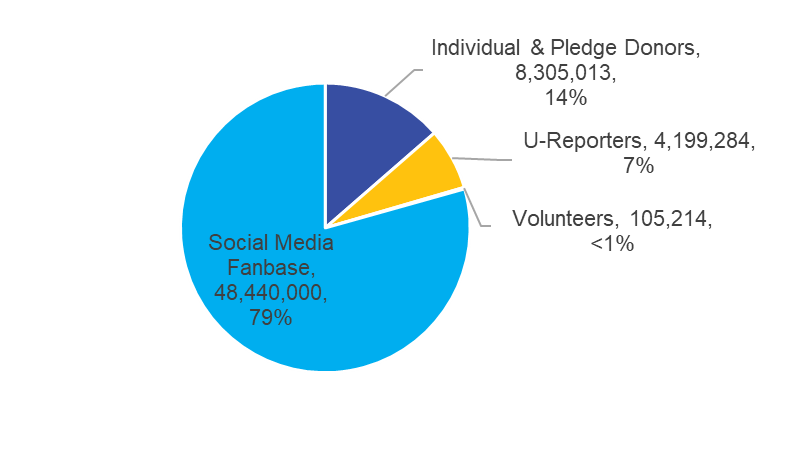 Individual & Pledge Donors,
8,305,013,
14%
U-Reporters, 4,199,284,
7%
Volunteers, 105,214,
<1%
Social Media
Fanbase,
48,440,000,
79%